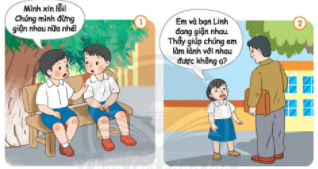 Mình xin lỗi!
Chúng mình đừng
giận nhau nữa nhé!
1
Em và bạn Linh
đang giận nhau.
Thầy giúp chúng em
làm lành với nhau
được không ạ?
2